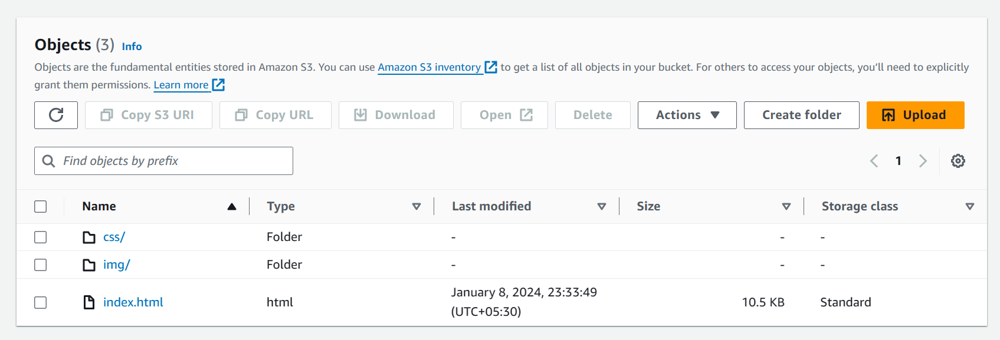 Objects (3) Info
Objects are the fundamental entities stored in Amazon S3. You can use Amazon S3 inventory to get a list of all objects in your bucket. For others to access your objects, you’ll need to explicitly
grant them permissions. Learn more
Copy S3 URI Copy URL Download Open Delete Actions Create folder Upload
Find objects by prefix 1
Name Type Last modified Size Storage class
css/ Folder - - -
img/ Folder - - -
index.html html January 8, 2024, 23:33:49 10.5 KB Standard
(UTC+05:30)